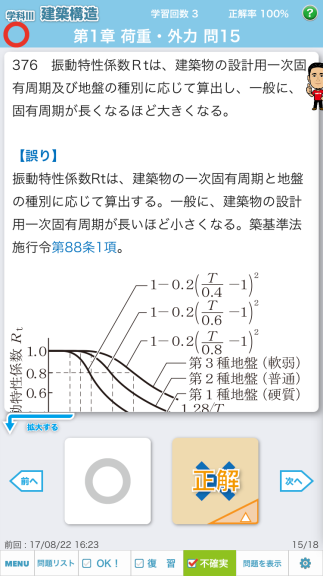 学科III 建築構造 学習回数 3 正解率 100% ?
第1章 荷重・外力 問15
376 振動特性係数Ｒtは、建築物の設計用一次固
有周期及び地盤の種別に応じて算出し、一般に、
固有周期が長くなるほど大きくなる。
【誤り】
振動特性係数Rtは、建築物の一次固有周期と地盤
の種別に応じて算出する。一般に、建築物の設計
用一次固有周期が長いほど小さくなる。築基準法
施行令第88条1項。
1－0.2(T/0.4 －1)²
1－0.2(T/0.6 －1)²
1－0.2(T/0.8 －1)²
動特性係数 Rt
1.0
0.8
0.6
第3種地盤 (軟弱)
第2種地盤 (普通)
第1種地盤 (硬質)
1.28/T
拡大する
前へ 正解 次へ
前回 : 17/08/22 16:23 15/18
MENU 問題リスト OK！ 復 習 不確実 問題を表示